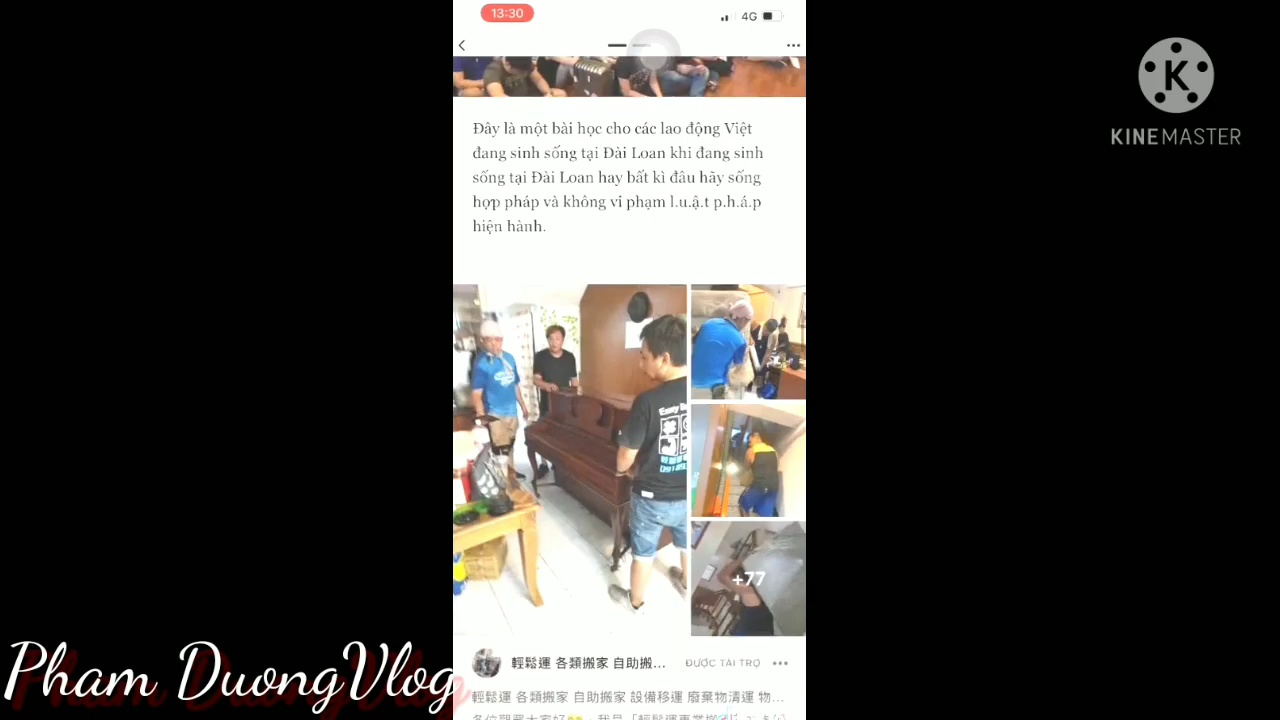 13:30
4G
K
KINEMASTER
Đây là một bài học cho các lao động Việt
đang sinh sống tại Đài Loan khi đang sinh
sống tại Đài Loan hay bất kì đâu hãy sống
hợp pháp và không vi phạm l.u.ậ.t p.h.á.p
hiện hành.
+77
Pham DuongVlog
輕鬆運 各類搬家 自助搬... ĐƯỢC TÀI TRỢ
輕鬆運 各類搬家 自助搬家 設備移運 廢棄物清運 物...